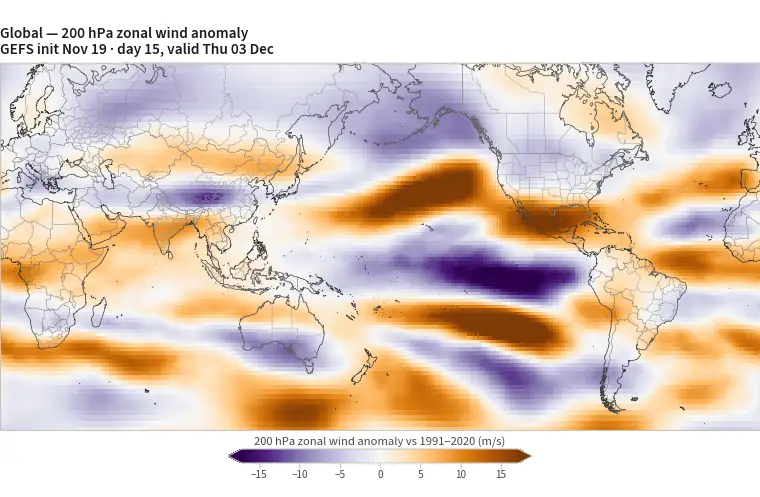 Global — 200 hPa zonal wind anomaly
GEFS init Nov 19 · day 15, valid Thu 03 Dec
200 hPa zonal wind anomaly vs 1991–2020 (m/s)
−15 −10 −5 0 5 10 15